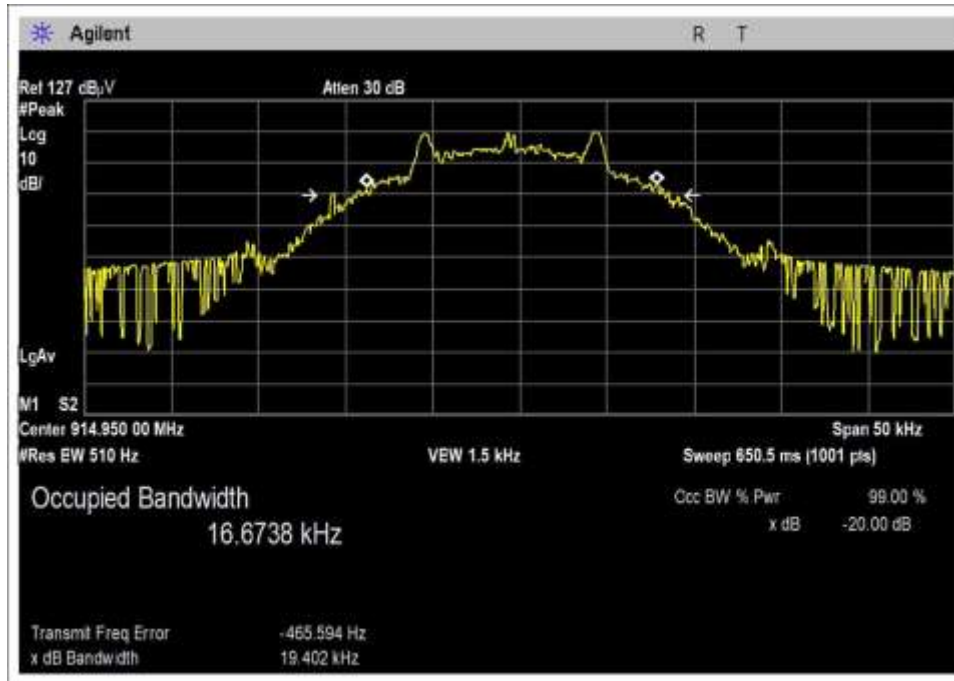 Agilent R T
Ref 127 dBµV Atten 30 dB
#Peak
Log
10
dB/
LgAv
M1 S2
Center 914.950 00 MHz Span 50 kHz
#Res BW 510 Hz VBW 1.5 kHz Sweep 650.5 ms (1001 pts)
Occupied Bandwidth Occ BW % Pwr 99.00 %
16.6738 kHz x dB -20.00 dB
Transmit Freq Error -465.594 Hz
x dB Bandwidth 19.402 kHz